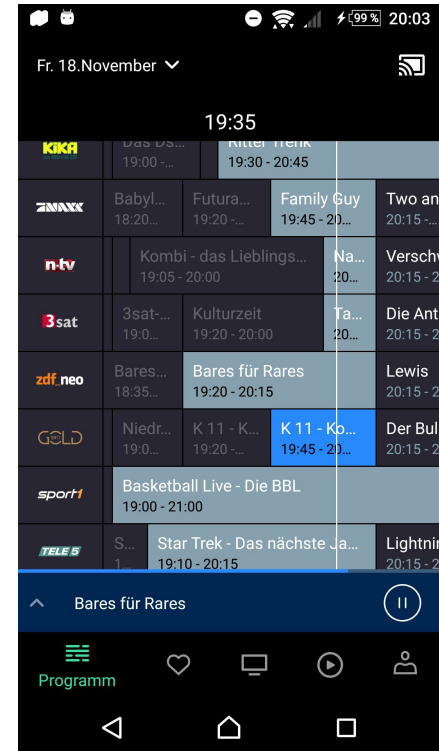 99 % 20:03
Fr. 18.November
19:35
KiKA Das Ds... Ritter Trenk
19:00 -... 19:30 - 20:45
MAXX Babyl... Futura... Family Guy Two an
18:20... 19:20 -... 19:45 - 20... 20:15 -...
n-tv Kombi - das Lieblings... Na... Verschw
19:05 - 20:00 20... 20:15 - 2
3sat 3sat-... Kulturzeit Ta... Die Ant
19:0... 19:20 - 20:00 20... 20:15 - 2
zdf_neo Bares... Bares für Rares Lewis
18:35... 19:20 - 20:15 20:15 - 2
GOLD Niedr... K 11 - K... K 11 - Ko... Der Bul
19:0... 19:20 -... 19:45 - 20... 20:15 - 2
sport1 Basketball Live - Die BBL
19:00 - 21:00
TELE 5 S... Star Trek - Das nächste Ja... Lightnin
1... 19:10 - 20:15 20:15 - 2
Bares für Rares
Programm